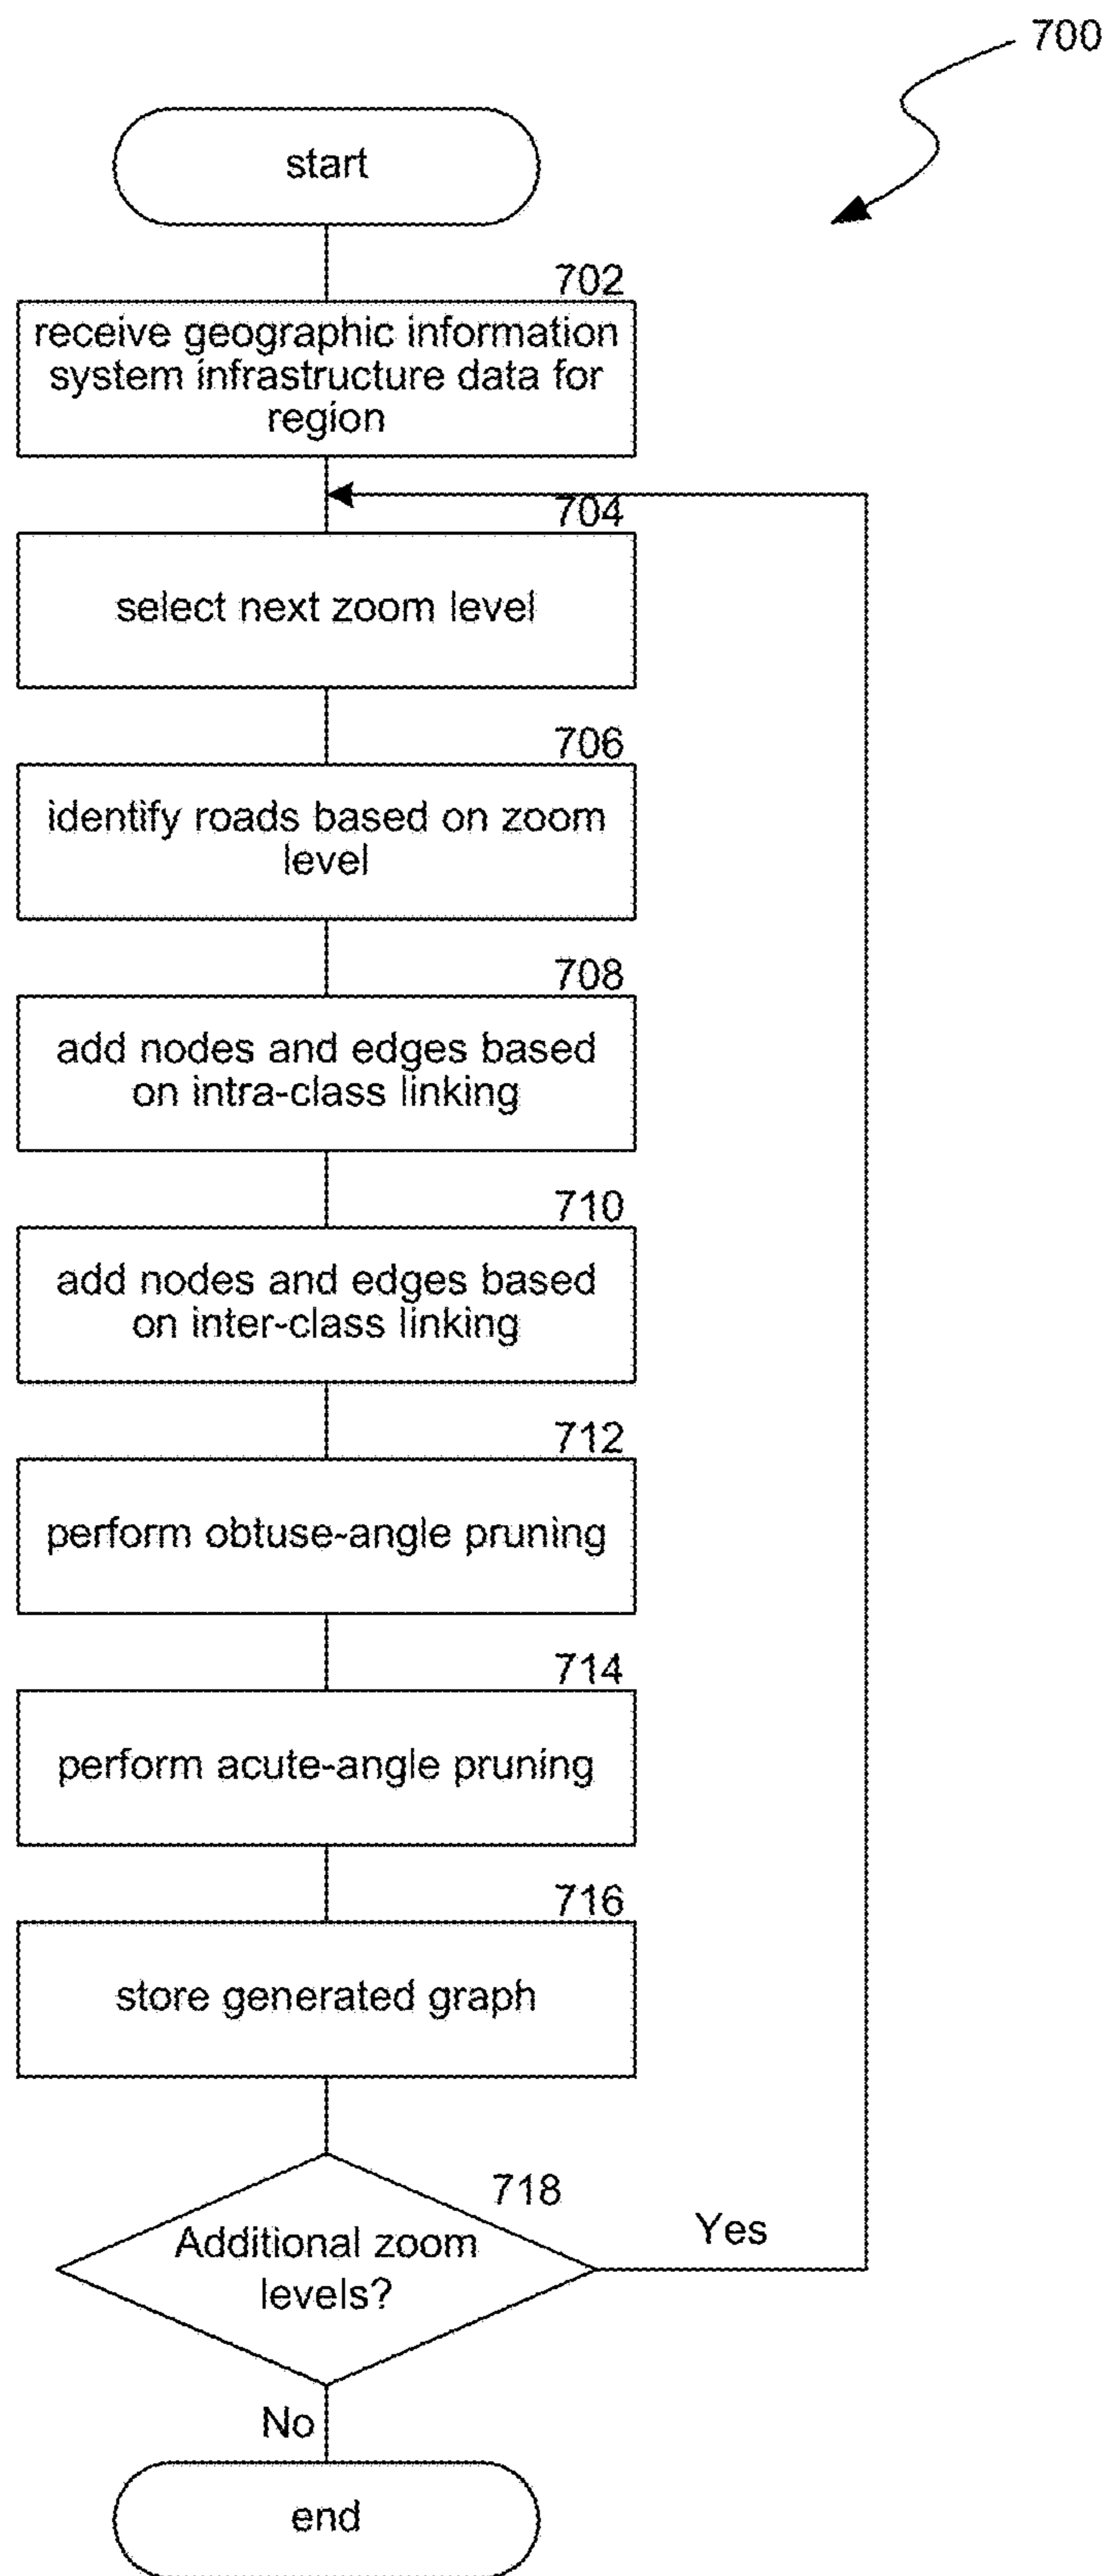 700
start
702
receive geographic information
system infrastructure data for
region
704
select next zoom level
706
identify roads based on zoom
level
708
add nodes and edges based
on intra-class linking
710
add nodes and edges based
on inter-class linking
712
perform obtuse-angle pruning
714
perform acute-angle pruning
716
store generated graph
718
Additional zoom
levels?
Yes
No
end